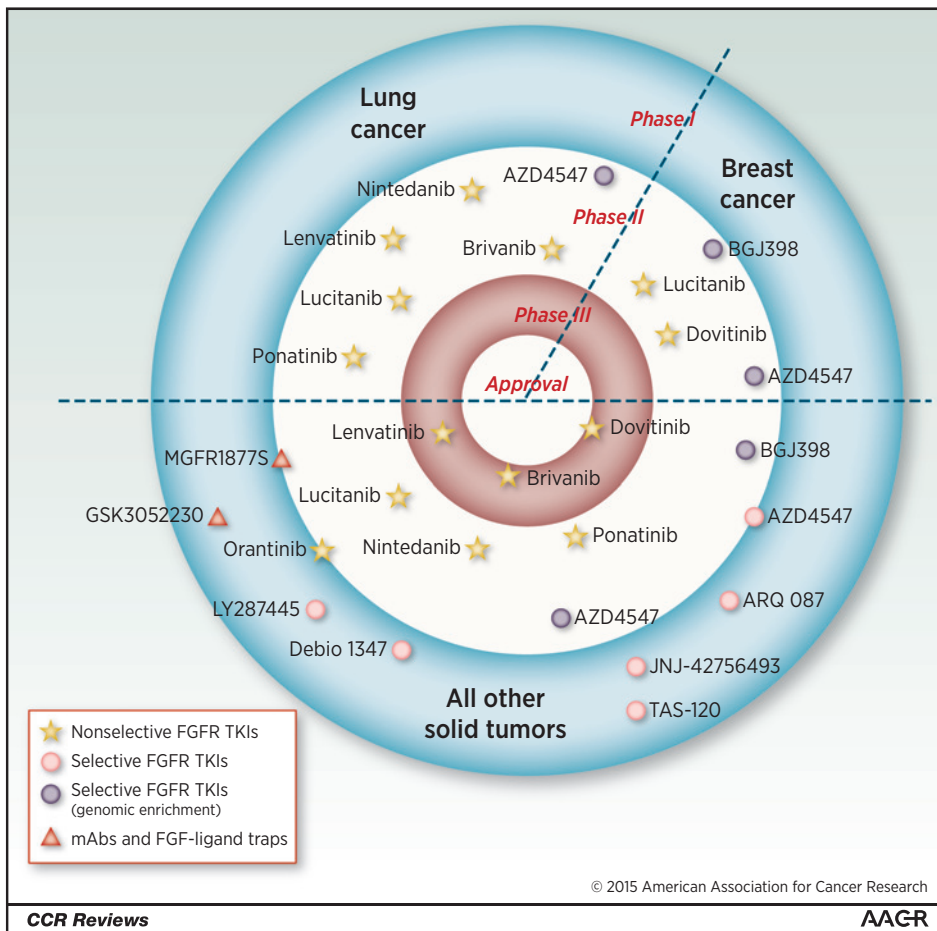 Lung
cancer
Phase I
Breast
cancer
AZD4547
Nintedanib
Phase II
Lenvatinib
Brivanib
BGJ398
Lucitanib
Lucitanib
Phase III
Dovitinib
Ponatinib
AZD4547
Approval
Lenvatinib
Dovitinib
MGFR1877S
BGJ398
Brivanib
Lucitanib
GSK3052230
AZD4547
Orantinib
Nintedanib
Ponatinib
LY287445
ARQ 087
AZD4547
Debio 1347
JNJ-42756493
All other
solid tumors
TAS-120
Nonselective FGFR TKIs
Selective FGFR TKIs
Selective FGFR TKIs
(genomic enrichment)
mAbs and FGF-ligand traps
© 2015 American Association for Cancer Research
CCR Reviews
AACR